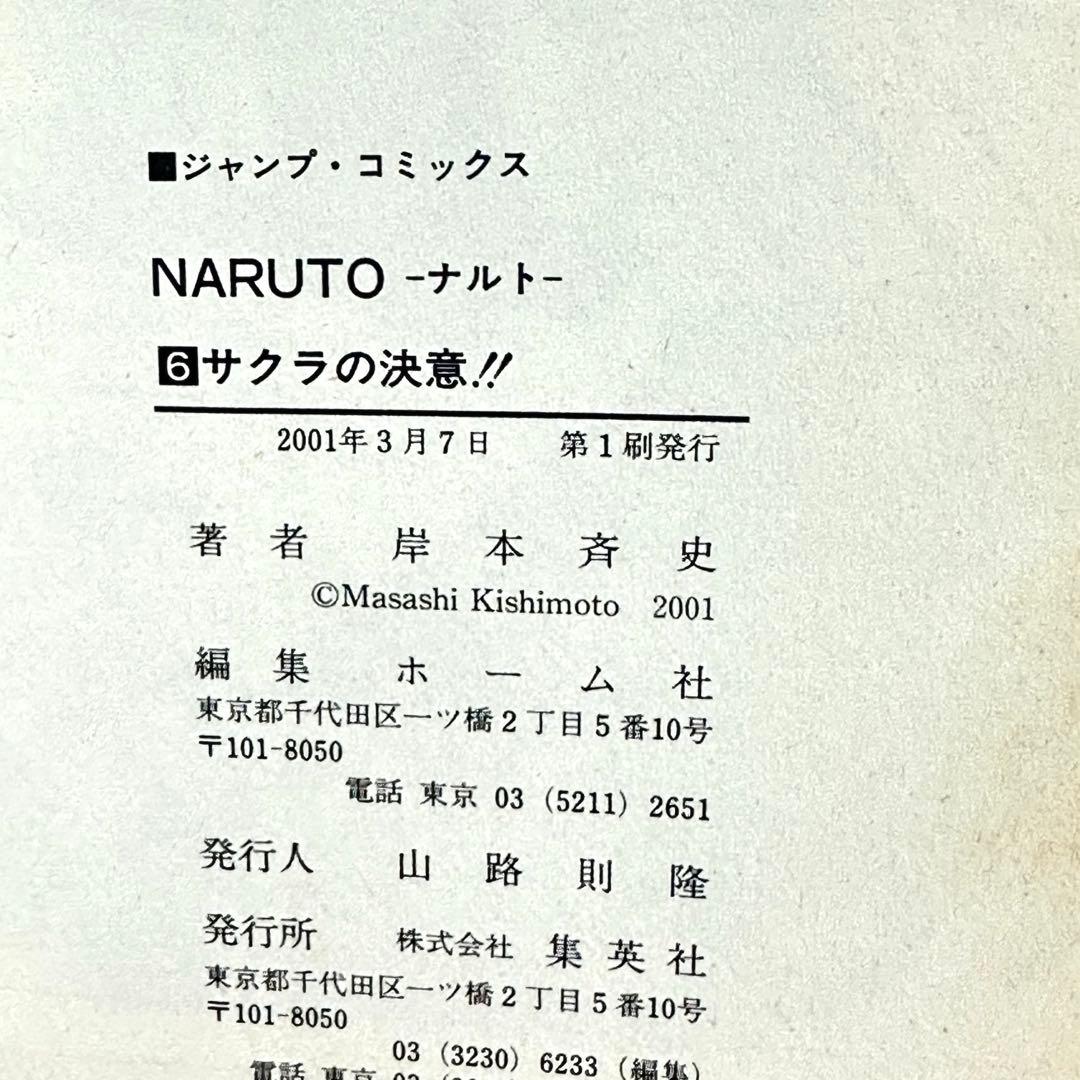 ■ジャンプ・コミックス
NARUTO -ナルト-
6サクラの決意!!
2001年3月7日　第1刷発行
著者　岸本斉史
©Masashi Kishimoto 2001
編集　ホーム社
東京都千代田区一ツ橋2丁目5番10号
〒101-8050
電話 東京 03 (5211) 2651
発行人　山路則隆
発行所　株式会社 集英社
東京都千代田区一ツ橋2丁目5番10号
〒101-8050
03 (3230) 6233 (編集)
電話 東京